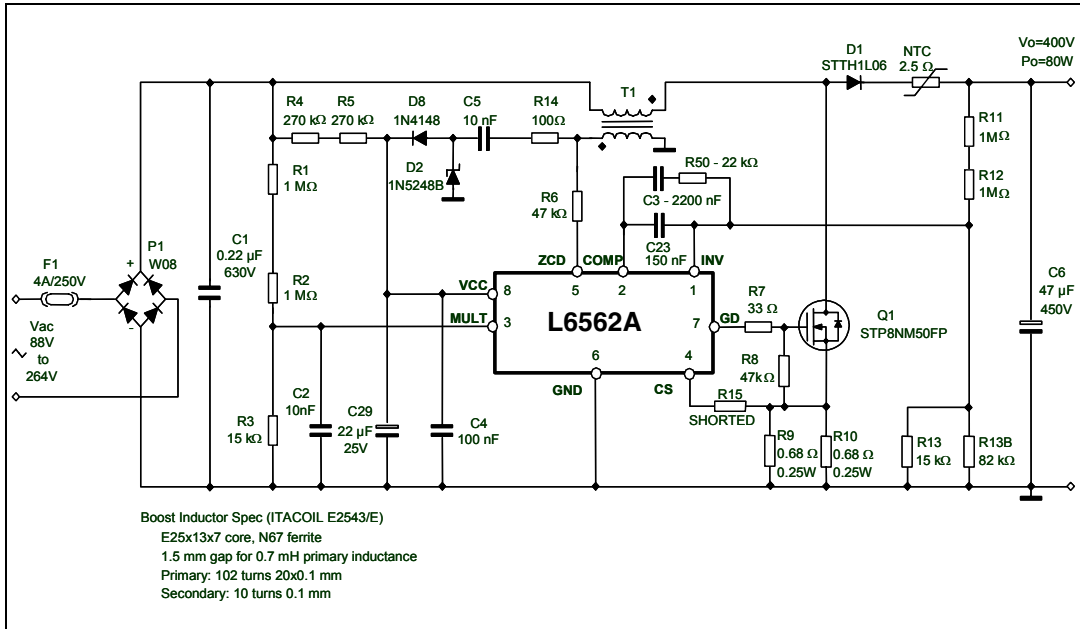 D1
STTH1L06
NTC
2.5 Ω
Vo=400V
Po=80W
R4
270 kΩ
R5
270 kΩ
D8
1N4148
C5
10 nF
R14
100Ω
T1
R11
1MΩ
R12
1MΩ
R1
1 MΩ
D2
1N5248B
R50 - 22 kΩ
C3 - 2200 nF
R6
47 kΩ
C23
150 nF
F1
4A/250V
P1
W08
+
-
C1
0.22 µF
630V
R2
1 MΩ
ZCD
COMP
INV
5
2
1
VCC
8
MULT
3
L6562A
7
GD
6
4
GND
CS
R7
33 Ω
Q1
STP8NM50FP
R8
47kΩ
C6
47 µF
450V
Vac
88V
to
264V
R15
SHORTED
R3
15 kΩ
C2
10nF
C29
22 µF
25V
C4
100 nF
R9
0.68 Ω
0.25W
R10
0.68 Ω
0.25W
R13
15 kΩ
R13B
82 kΩ
Boost Inductor Spec (ITACOIL E2543/E)
E25x13x7 core, N67 ferrite
1.5 mm gap for 0.7 mH primary inductance
Primary: 102 turns 20x0.1 mm
Secondary: 10 turns 0.1 mm